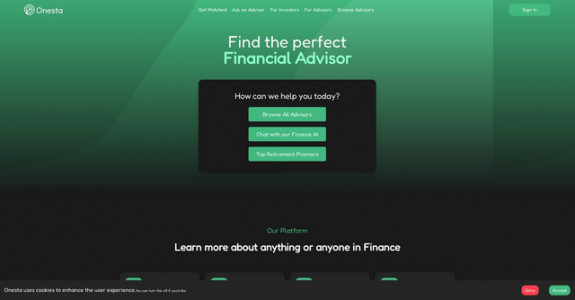 Onesta
Get Matched Ask an Advisor For Investors For Advisors Browse Advisors
Sign In
Find the perfect
Financial Advisor
How can we help you today?
Browse All Advisors
Chat with our Finance AI
Top Retirement Planners
Our Platform
Learn more about anything or anyone in Finance
Onesta uses cookies to enhance the user experience. You can turn this off if you'd like.
Deny
Accept